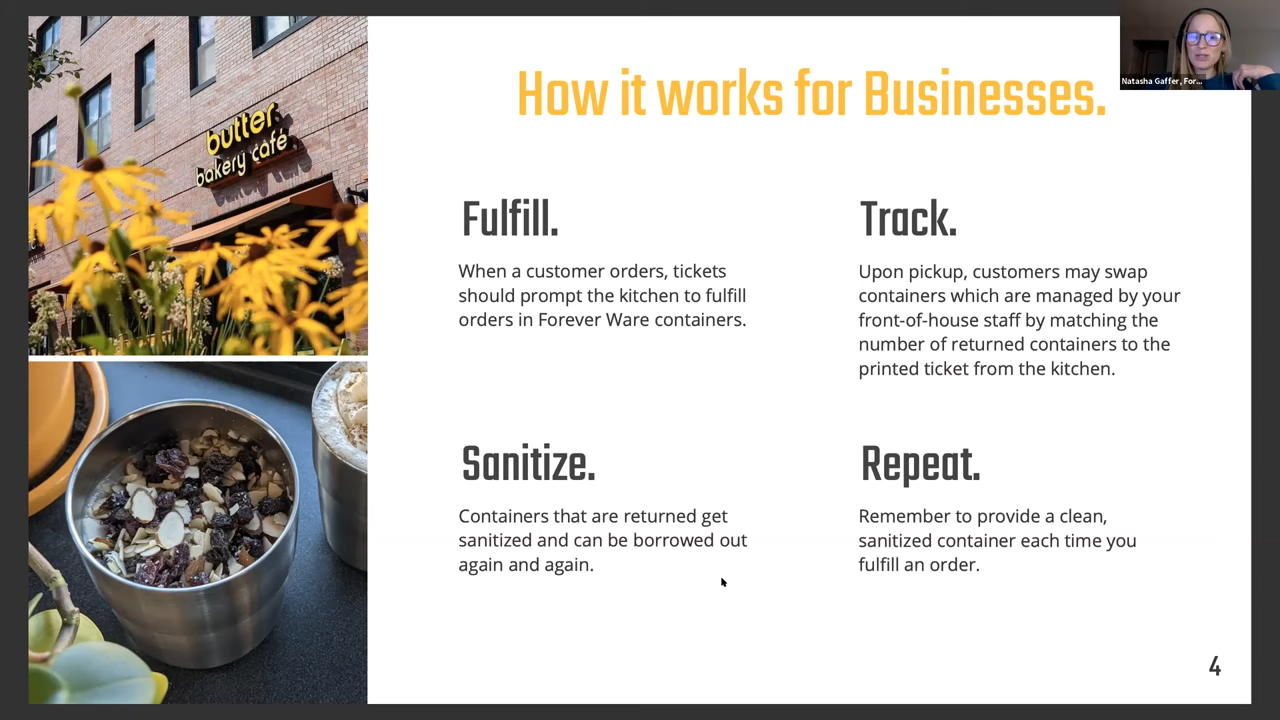 butter
bakery café
How it works for Businesses.
Natasha Gaffer, For...
Fulfill.
When a customer orders, tickets
should prompt the kitchen to fulfill
orders in Forever Ware containers.
Track.
Upon pickup, customers may swap
containers which are managed by your
front-of-house staff by matching the
number of returned containers to the
printed ticket from the kitchen.
Sanitize.
Containers that are returned get
sanitized and can be borrowed out
again and again.
Repeat.
Remember to provide a clean,
sanitized container each time you
fulfill an order.
4